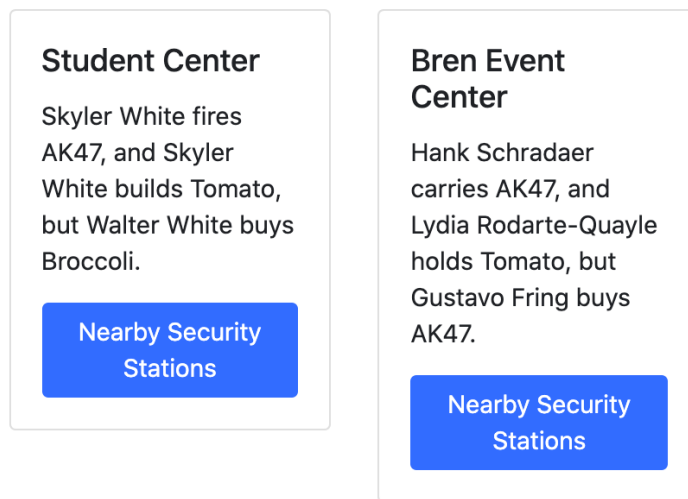 Student Center
Skyler White fires
AK47, and Skyler
White builds Tomato,
but Walter White buys
Broccoli.
Nearby Security
Stations
Bren Event
Center
Hank Schradaer
carries AK47, and
Lydia Rodarte-Quayle
holds Tomato, but
Gustavo Fring buys
AK47.
Nearby Security
Stations